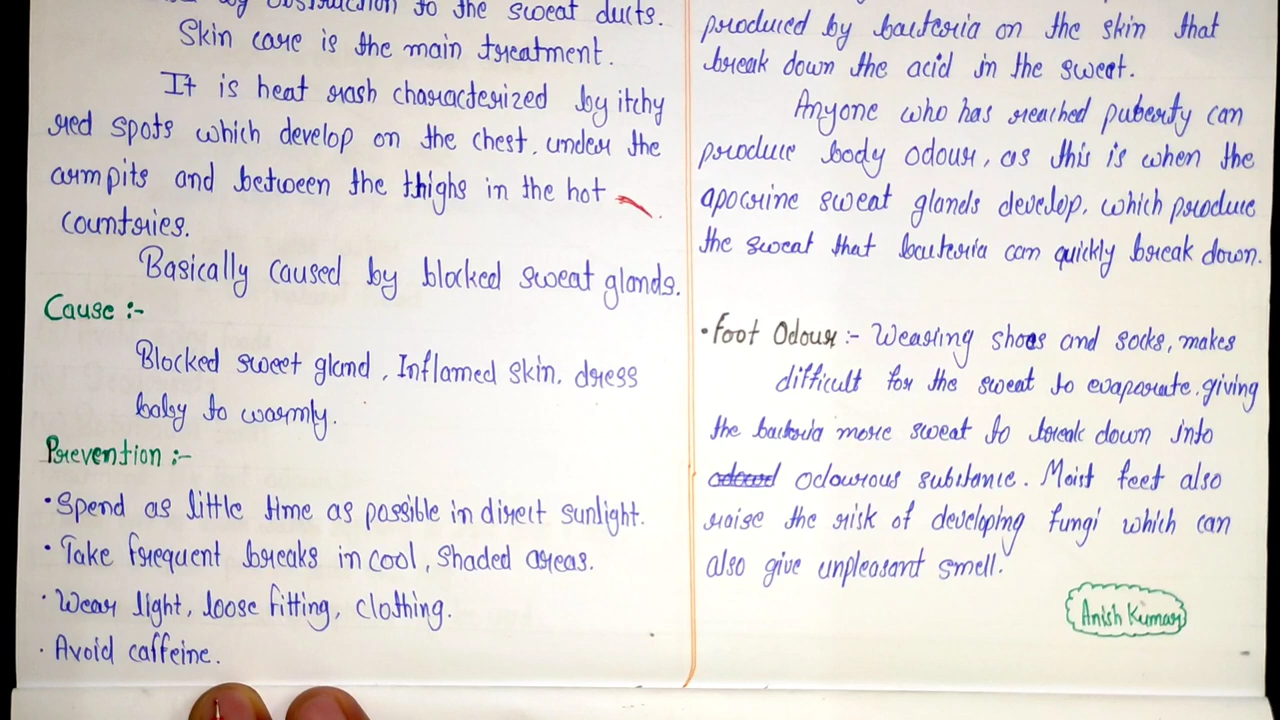 obstruction to the sweat ducts.
Skin care is the main treatment.
It is heat rash characterized by itchy
red spots which develop on the chest, under the
armpits and between the thighs in the hot
countries.
Basically caused by blocked sweat glands.
Cause :-
Blocked sweet gland, Inflamed skin, dress
baby to warmly.
Prevention :-
• Spend as little time as possible in direct sunlight.
• Take frequent breaks in cool, shaded areas.
• Wear light, loose fitting, clothing.
• Avoid caffeine.
produced by bacteria on the skin that
break down the acid in the sweat.
Anyone who has reached puberty can
produce body odour, as this is when the
apocrine sweat glands develop, which produce
the sweat that bacteria can quickly break down.
• Foot Odour :- Wearing shoes and socks, makes
difficult for the sweat to evaporate, giving
the bacteria more sweat to break down into
odourous substance. Moist feet also
raise the risk of developing fungi which can
also give unpleasant smell.
Anish Kumar